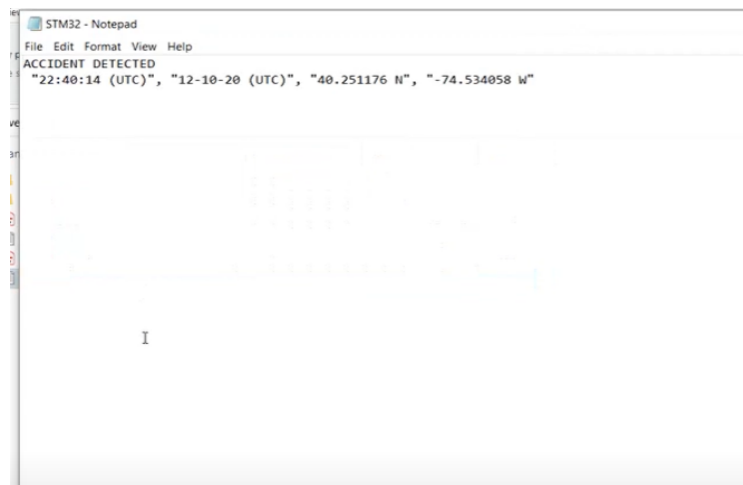 STM32 - Notepad
File Edit Format View Help
ACCIDENT DETECTED
"22:40:14 (UTC)", "12-10-20 (UTC)", "40.251176 N", "-74.534058 W"